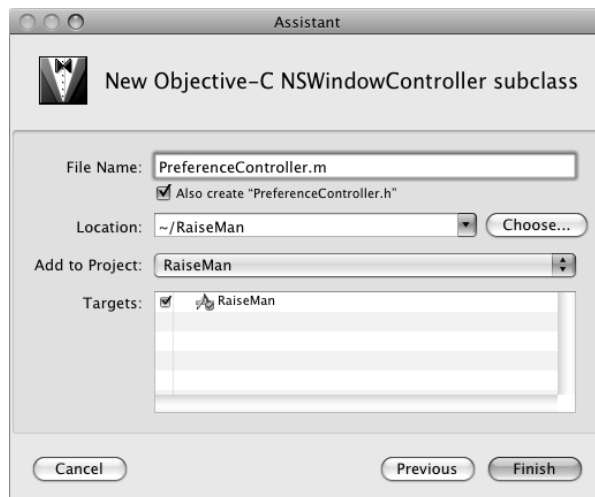 Assistant
New Objective-C NSWindowController subclass
File Name: PreferenceController.m
Also create "PreferenceController.h"
Location: ~/RaiseMan Choose...
Add to Project: RaiseMan
Targets: RaiseMan
Cancel Previous Finish